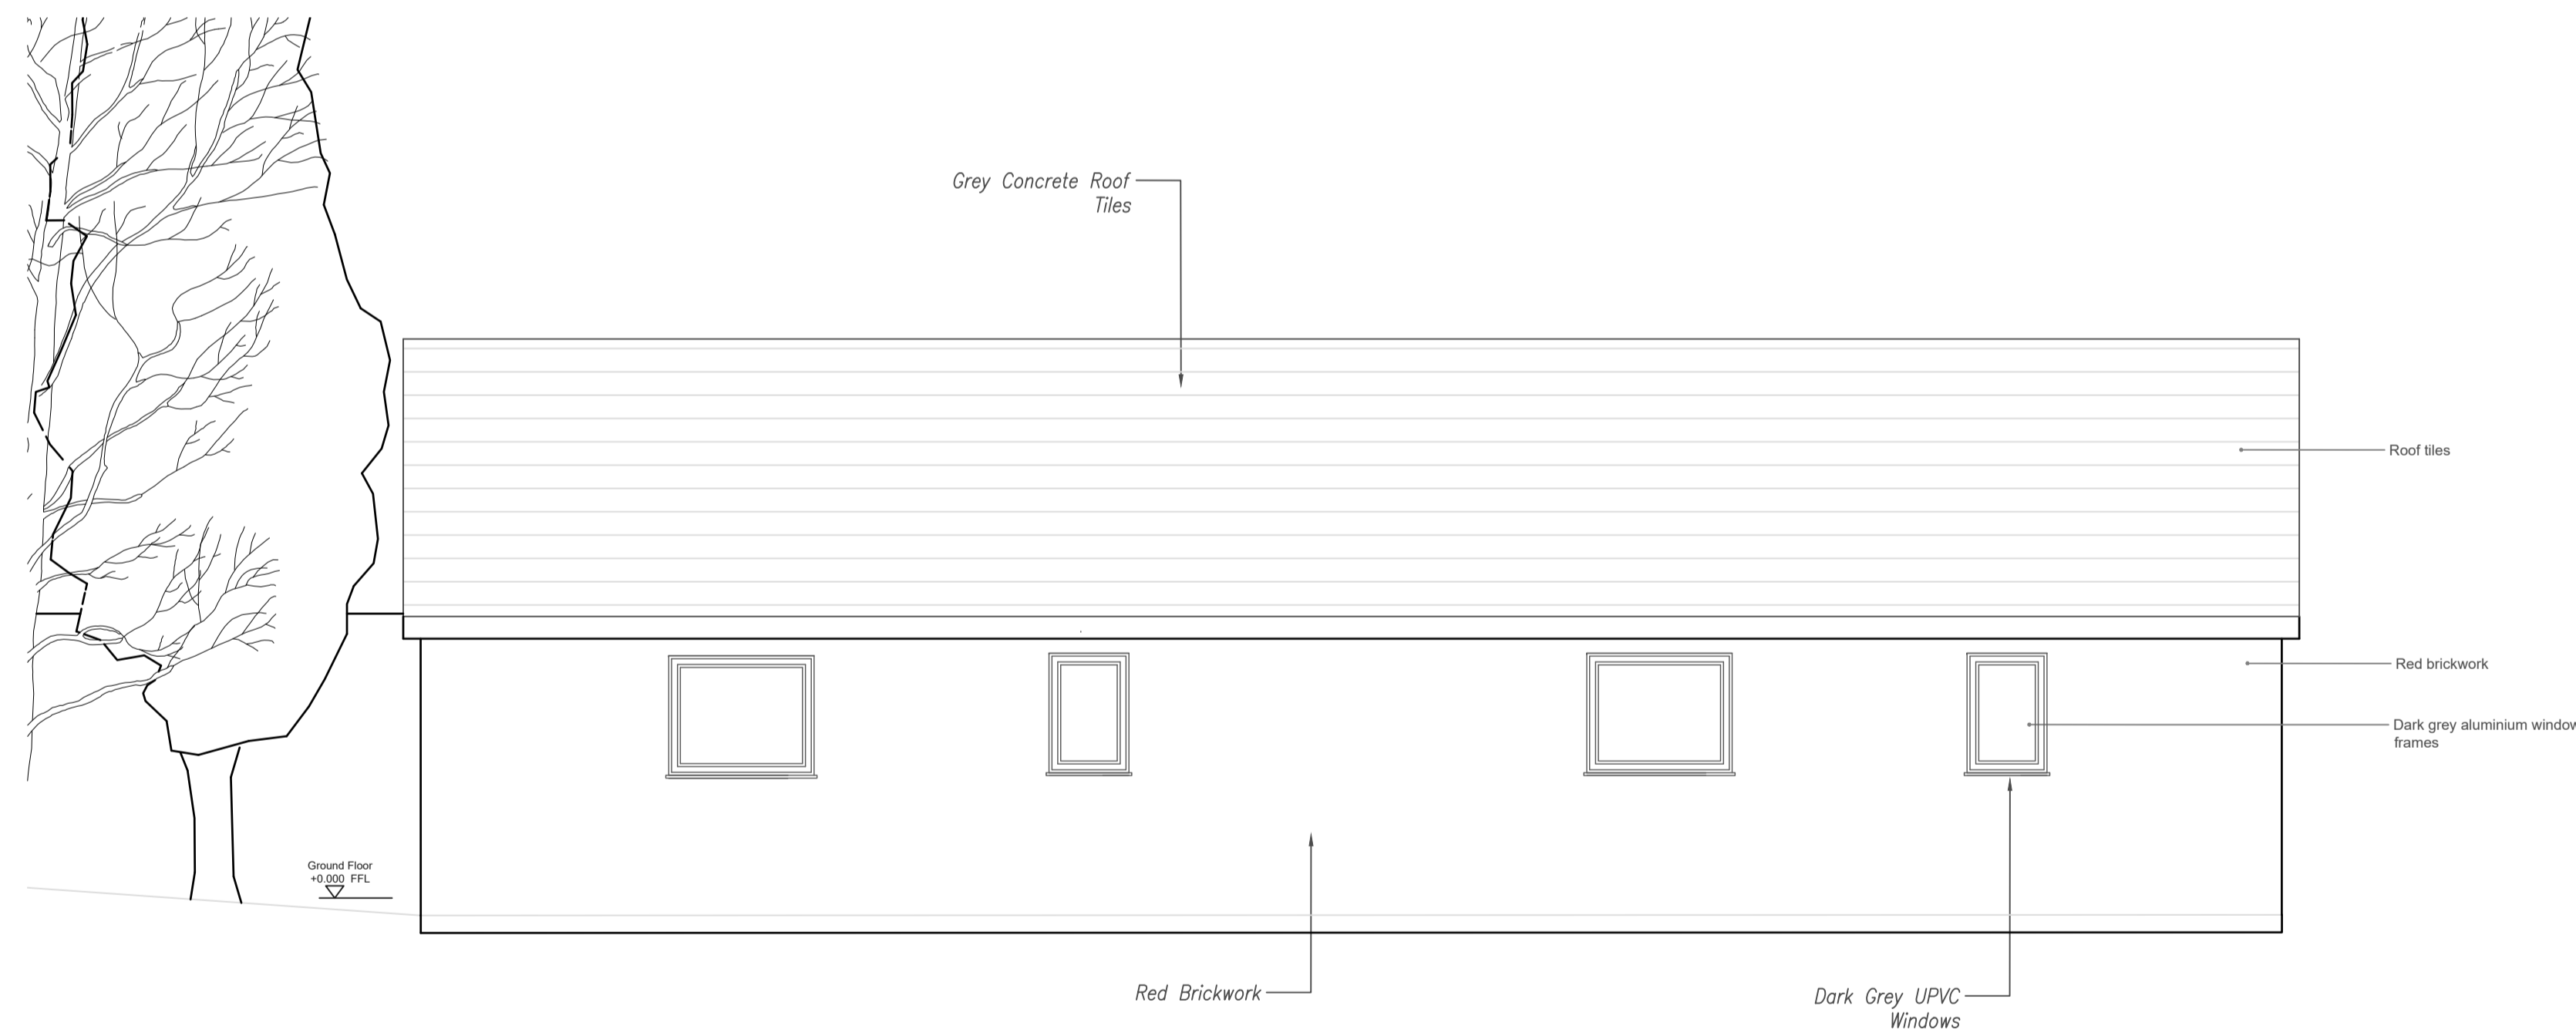 Grey Concrete Roof
Tiles
Roof tiles
Red brickwork
Dark grey aluminium window
frames
Ground Floor
+0.000 FFL
Red Brickwork
Dark Grey UPVC
Windows